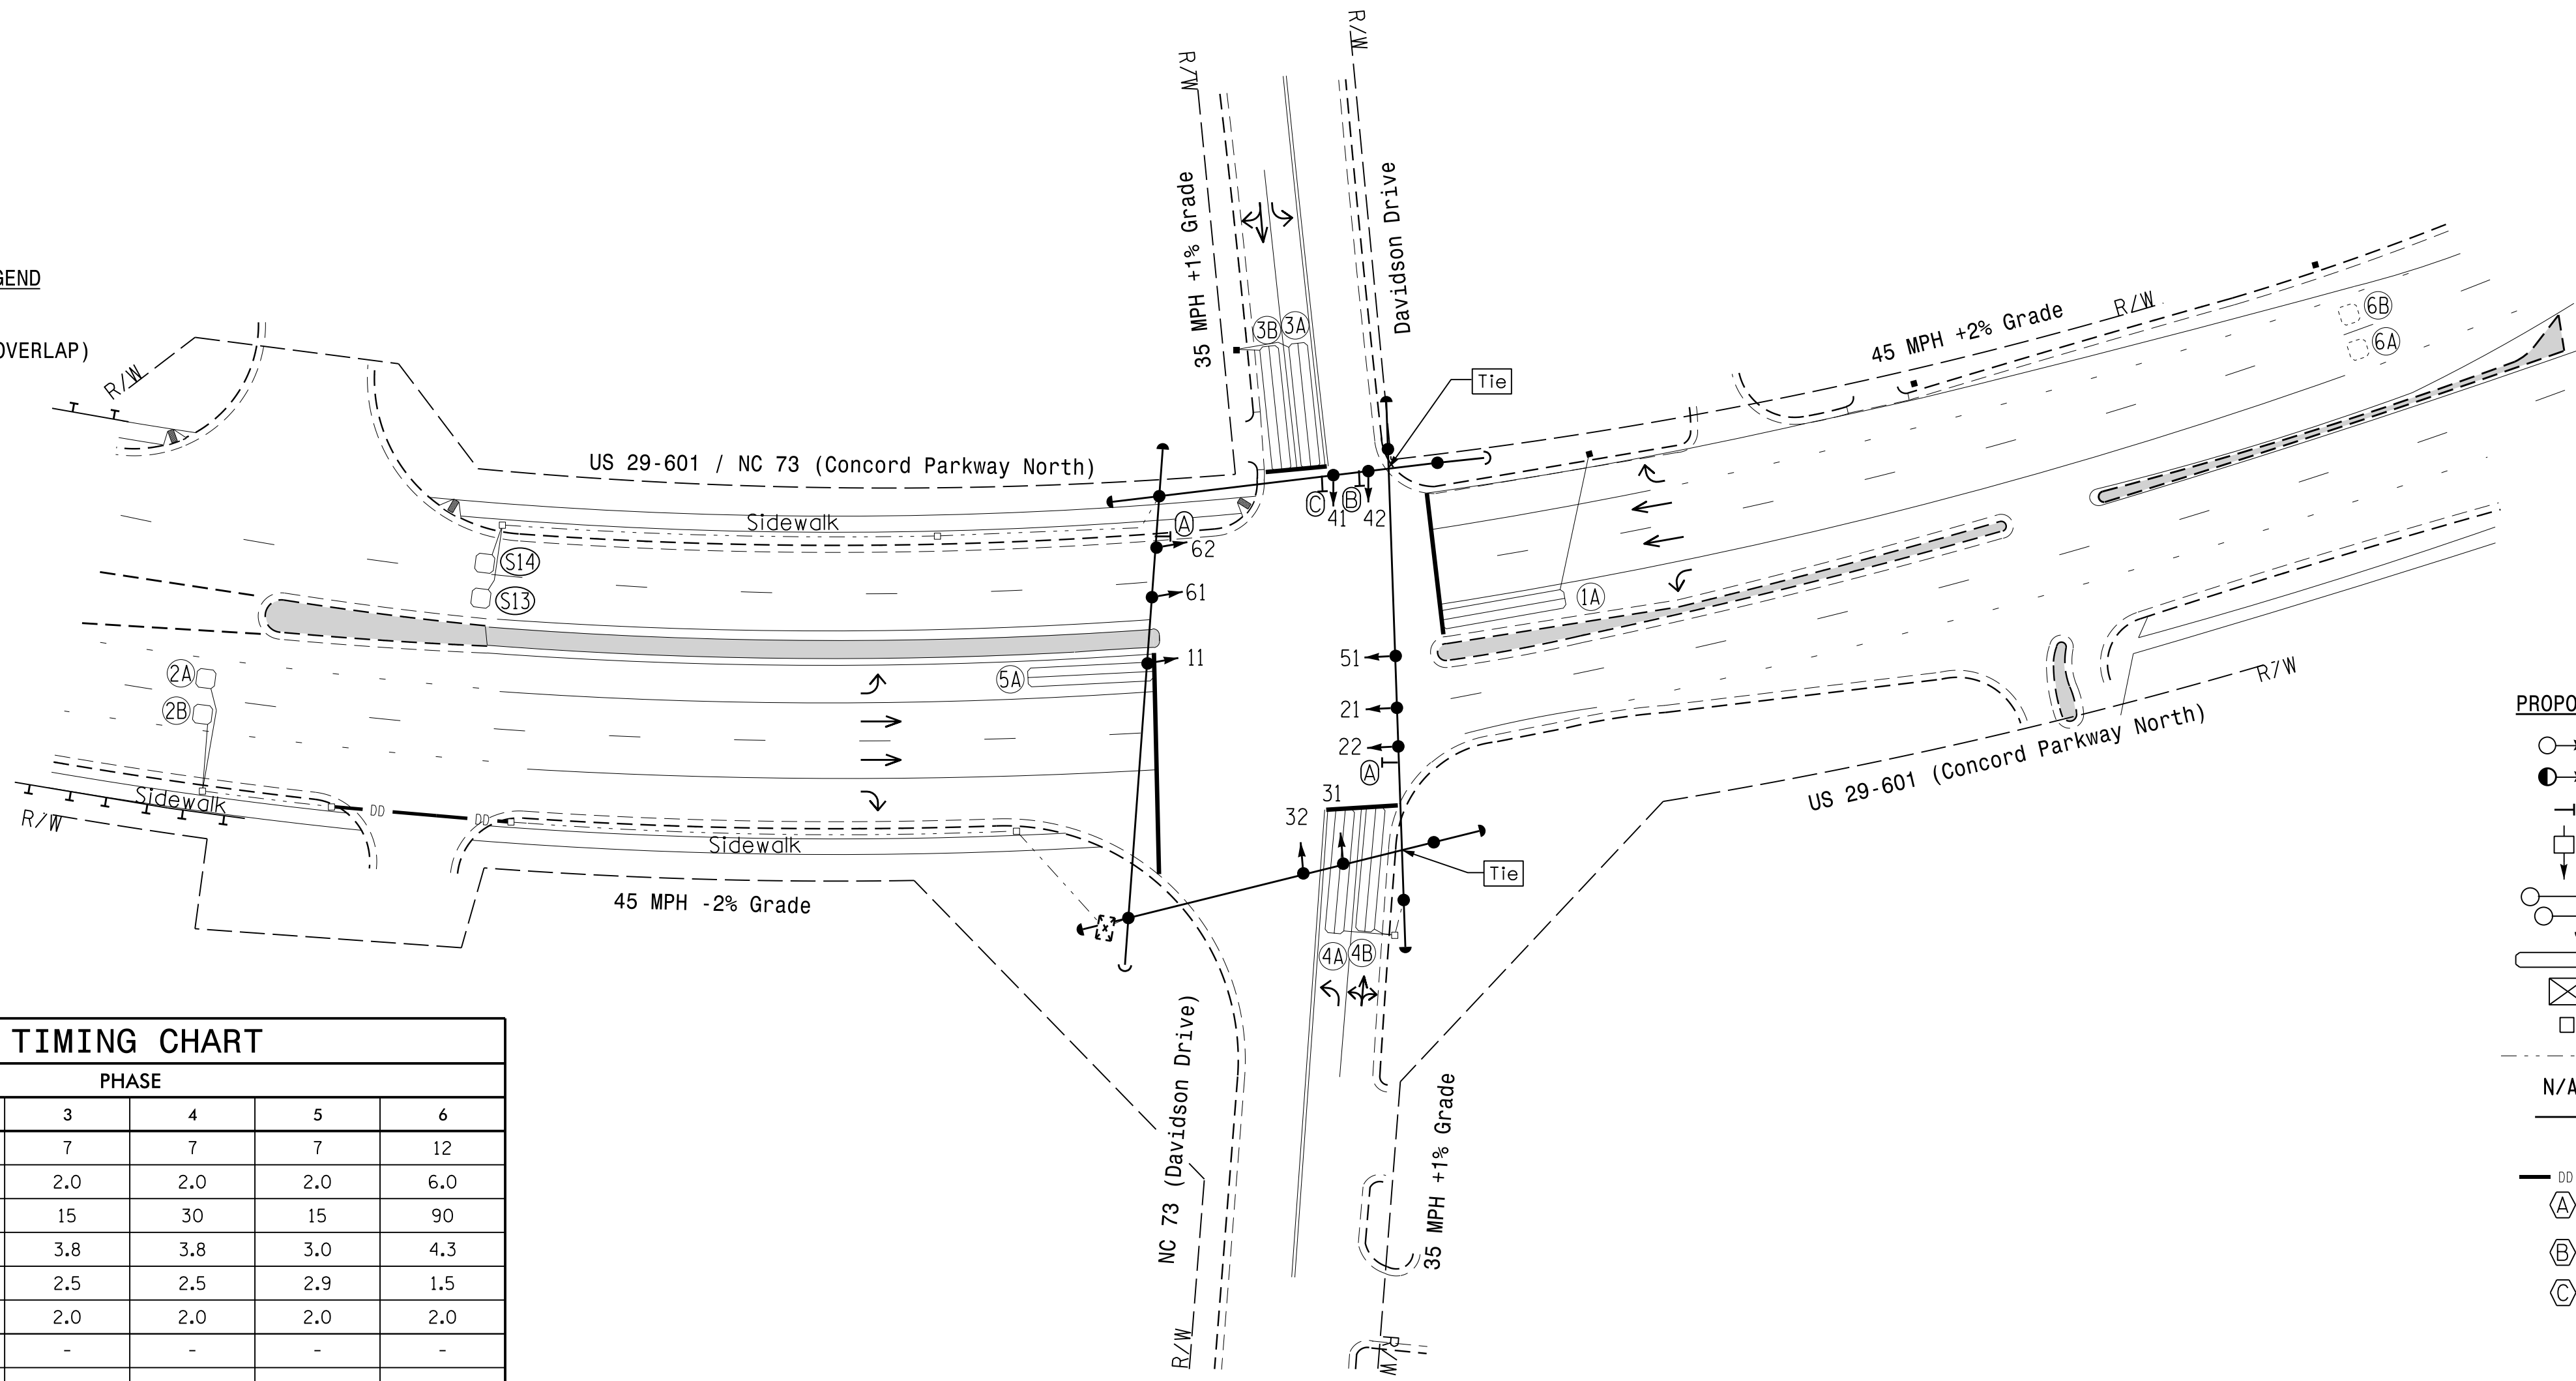 R/W
R/W
35 MPH +1% Grade
Davidson Drive
GEND
OVERLAP)
R/W
3B
3A
Tie
45 MPH +2% Grade
R/W
6B
6A
US 29-601 / NC 73 (Concord Parkway North)
Sidewalk
A
62
C
41
B
42
S14
S13
61
1A
2A
2B
5A
11
51
21
22
A
R/W
US 29-601 (Concord Parkway North)
PROPO
Sidewalk
R/W
DD
DD
Sidewalk
31
32
Tie
45 MPH -2% Grade
4A
4B
NC 73 (Davidson Drive)
35 MPH +1% Grade
R/W
R/W
TIMING CHART
PHASE
3 4 5 6
7 7 7 12
2.0 2.0 2.0 6.0
15 30 15 90
3.8 3.8 3.0 4.3
2.5 2.5 2.9 1.5
2.0 2.0 2.0 2.0
- - - -
N/A
DD
A
B
C